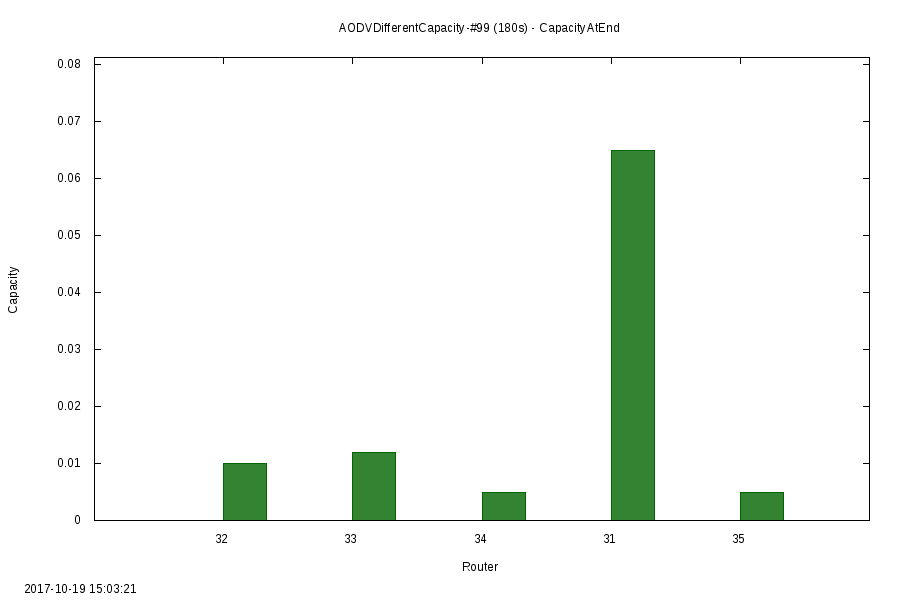 AODVDifferentCapacity-#99 (180s) - CapacityAtEnd
0.08
0.07
0.06
0.05
0.04
0.03
0.02
0.01
0
Capacity
32 33 34 31 35
Router
2017-10-19 15:03:21